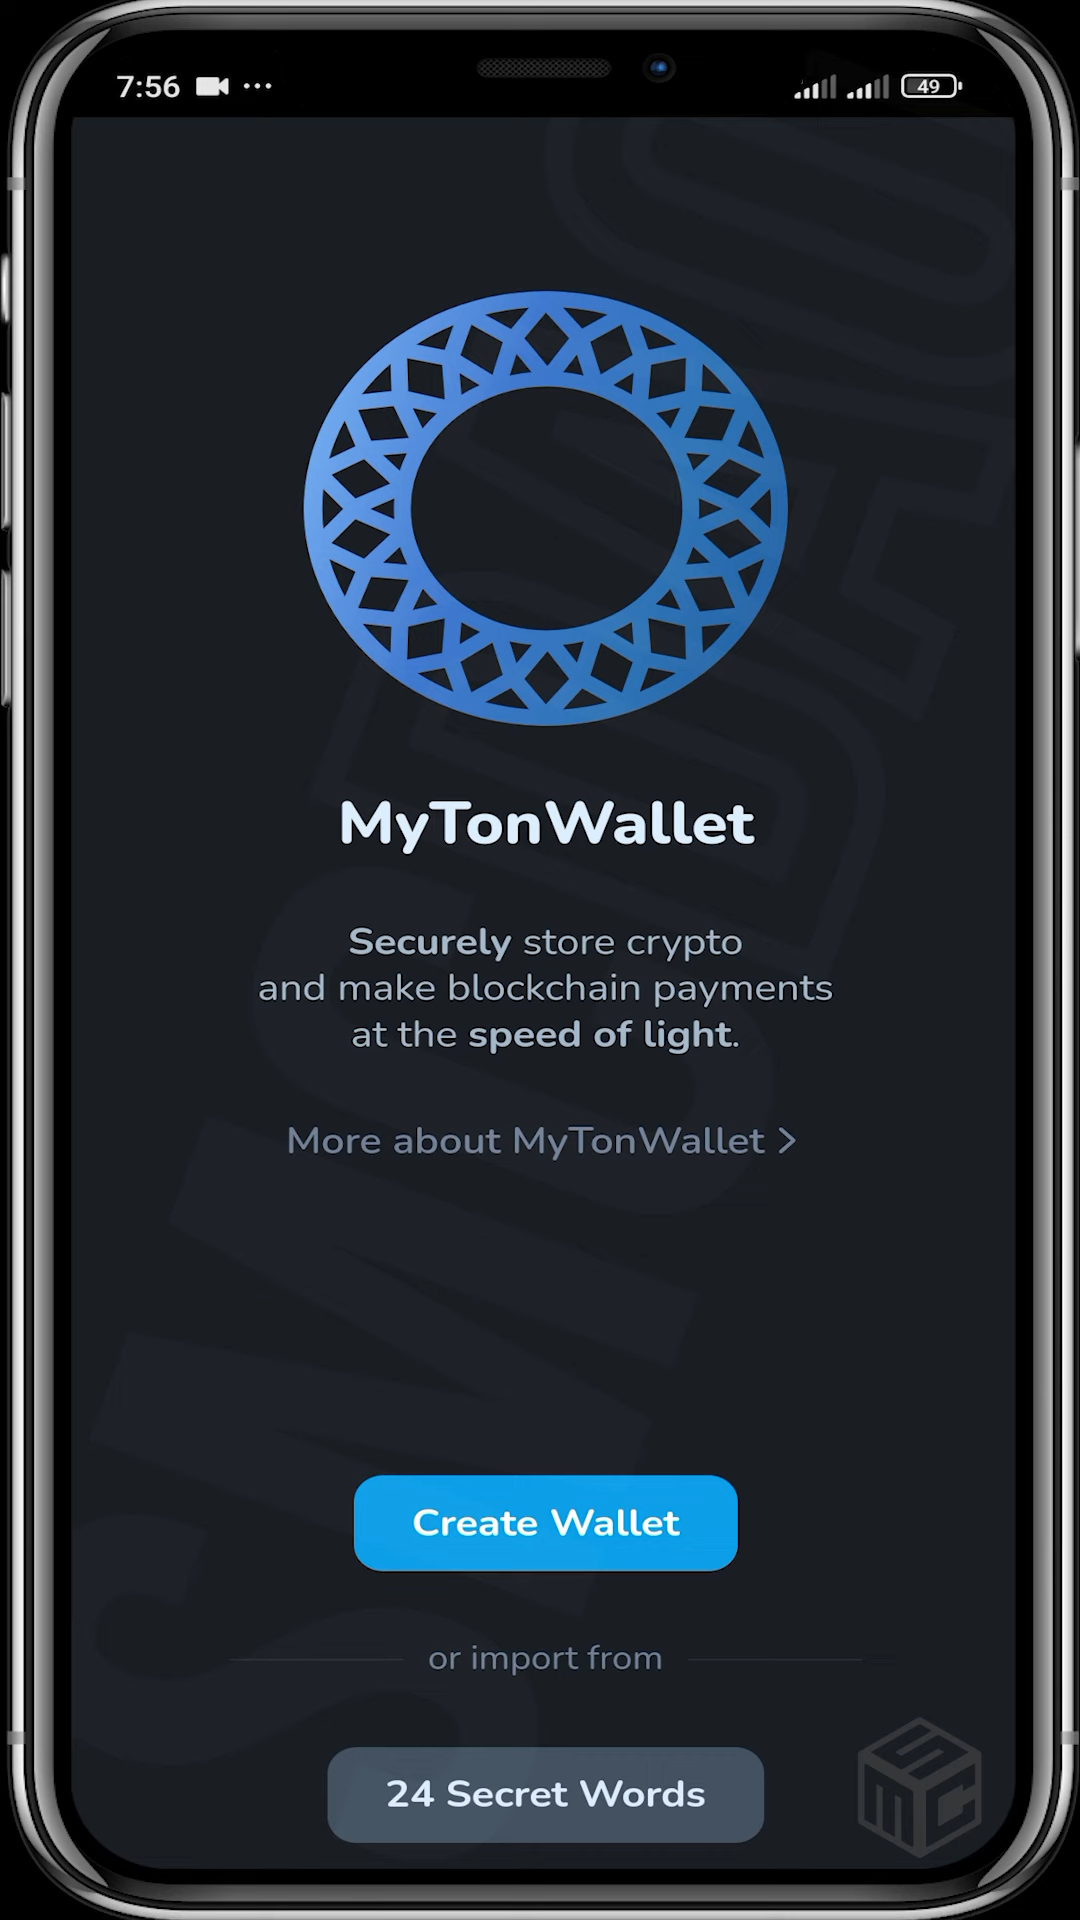 7:56
49
MyTonWallet
Securely store crypto
and make blockchain payments
at the speed of light.
More about MyTonWallet >
Create Wallet
or import from
24 Secret Words
SMC